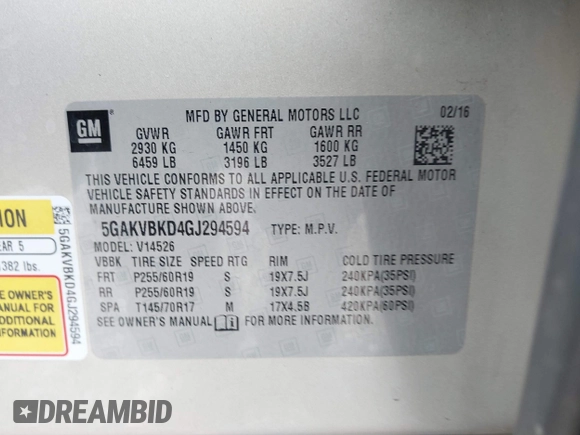 GM
MFD BY GENERAL MOTORS LLC 02/16
GVWR GAWR FRT GAWR RR
2930 KG 1450 KG 1600 KG
6459 LB 3196 LB 3527 LB
THIS VEHICLE CONFORMS TO ALL APPLICABLE U.S. FEDERAL MOTOR
VEHICLE SAFETY STANDARDS IN EFFECT ON THE DATE OF
MANUFACTURE SHOWN ABOVE.
5GAKVBKD4GJ294594 TYPE: M.P.V.
MODEL: V14526
VBBK TIRE SIZE SPEED RTG RIM COLD TIRE PRESSURE
FRT P255/60R19 S 19X7.5J 240KPA(35PSI)
RR P255/60R19 S 19X7.5J 240KPA(35PSI)
SPA T145/70R17 M 17X4.5B 420KPA(60PSI)
SEE OWNER'S MANUAL FOR MORE INFORMATION.
ION
EAR 5
382 lbs.
E OWNER'S
ANUAL FOR
DDITIONAL
ORMATION
5GAKVBKD4GJ294594
DREAMBID